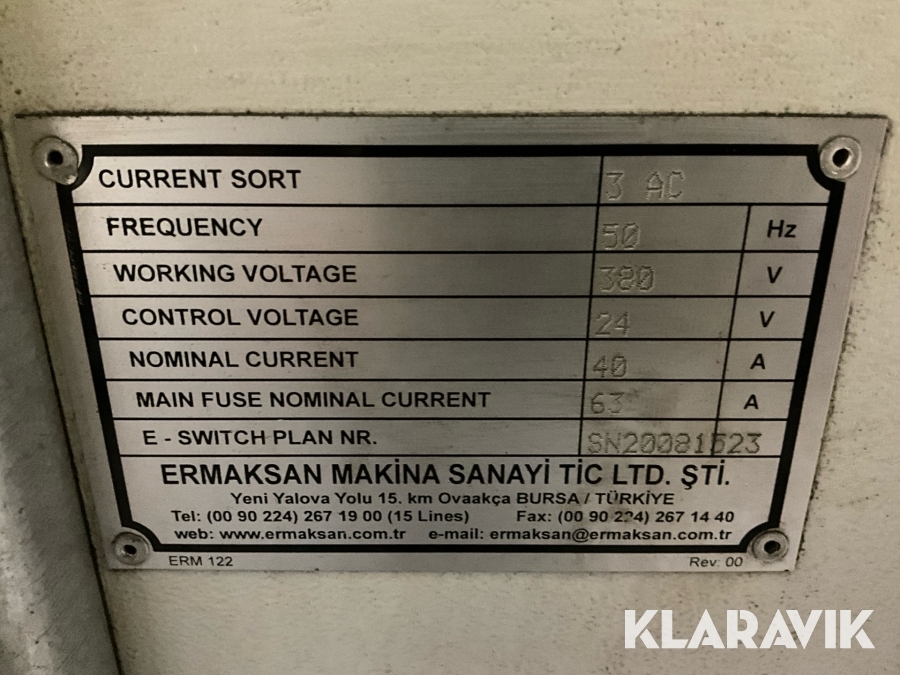 CURRENT SORT 3 AC
FREQUENCY 50 Hz
WORKING VOLTAGE 380 V
CONTROL VOLTAGE 24 V
NOMINAL CURRENT 40 A
MAIN FUSE NOMINAL CURRENT 63 A
E - SWITCH PLAN NR. SN20081523
ERMAKSAN MAKİNA SANAYİ TİC LTD. ŞTİ.
Yeni Yalova Yolu 15. km Ovaakça BURSA / TÜRKİYE
Tel: (00 90 224) 267 19 00 (15 Lines) Fax: (00 90 224) 267 14 40
web: www.ermaksan.com.tr e-mail: ermaksan@ermaksan.com.tr
ERM 122 Rev: 00
KLARAVIK